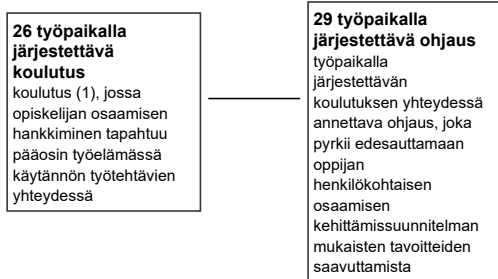 26 työpaikalla
järjestettävä
koulutus
koulutus (1), jossa
opiskelijan osaamisen
hankkiminen tapahtuu
pääosin työelämässä
käytännön työtehtävien
yhteydessä
29 työpaikalla
järjestettävä ohjaus
työpaikalla
järjestettävän
koulutuksen yhteydessä
annettava ohjaus, joka
pyrkii edesauttamaan
oppijan
henkilökohtaisen
osaamisen
kehittämissuunnitelman
mukaisten tavoitteiden
saavuttamista